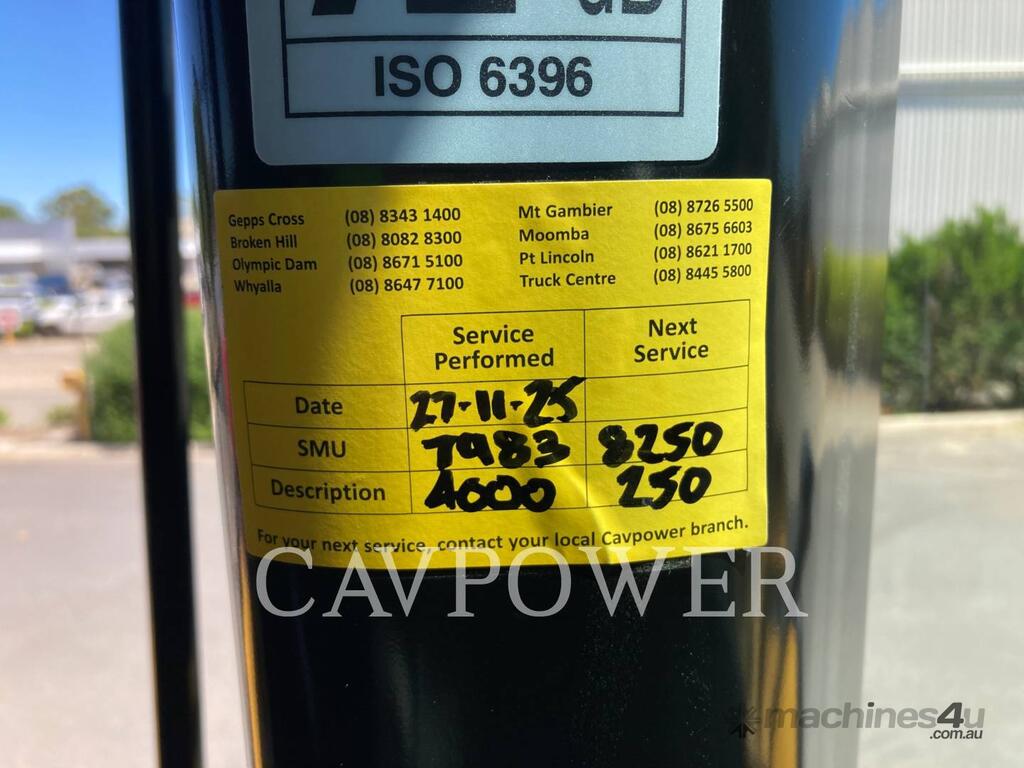 dB
ISO 6396
Gepps Cross (08) 8343 1400 Mt Gambier (08) 8726 5500
Broken Hill (08) 8082 8300 Moomba (08) 8675 6603
Olympic Dam (08) 8671 5100 Pt Lincoln (08) 8621 1700
Whyalla (08) 8647 7100 Truck Centre (08) 8445 5800
Service Performed Next Service
Date 27-11-25
SMU 7983 8250
Description 4000 250
For your next service, contact your local Cavpower branch.
CAVPOWER
machines4u
.com.au